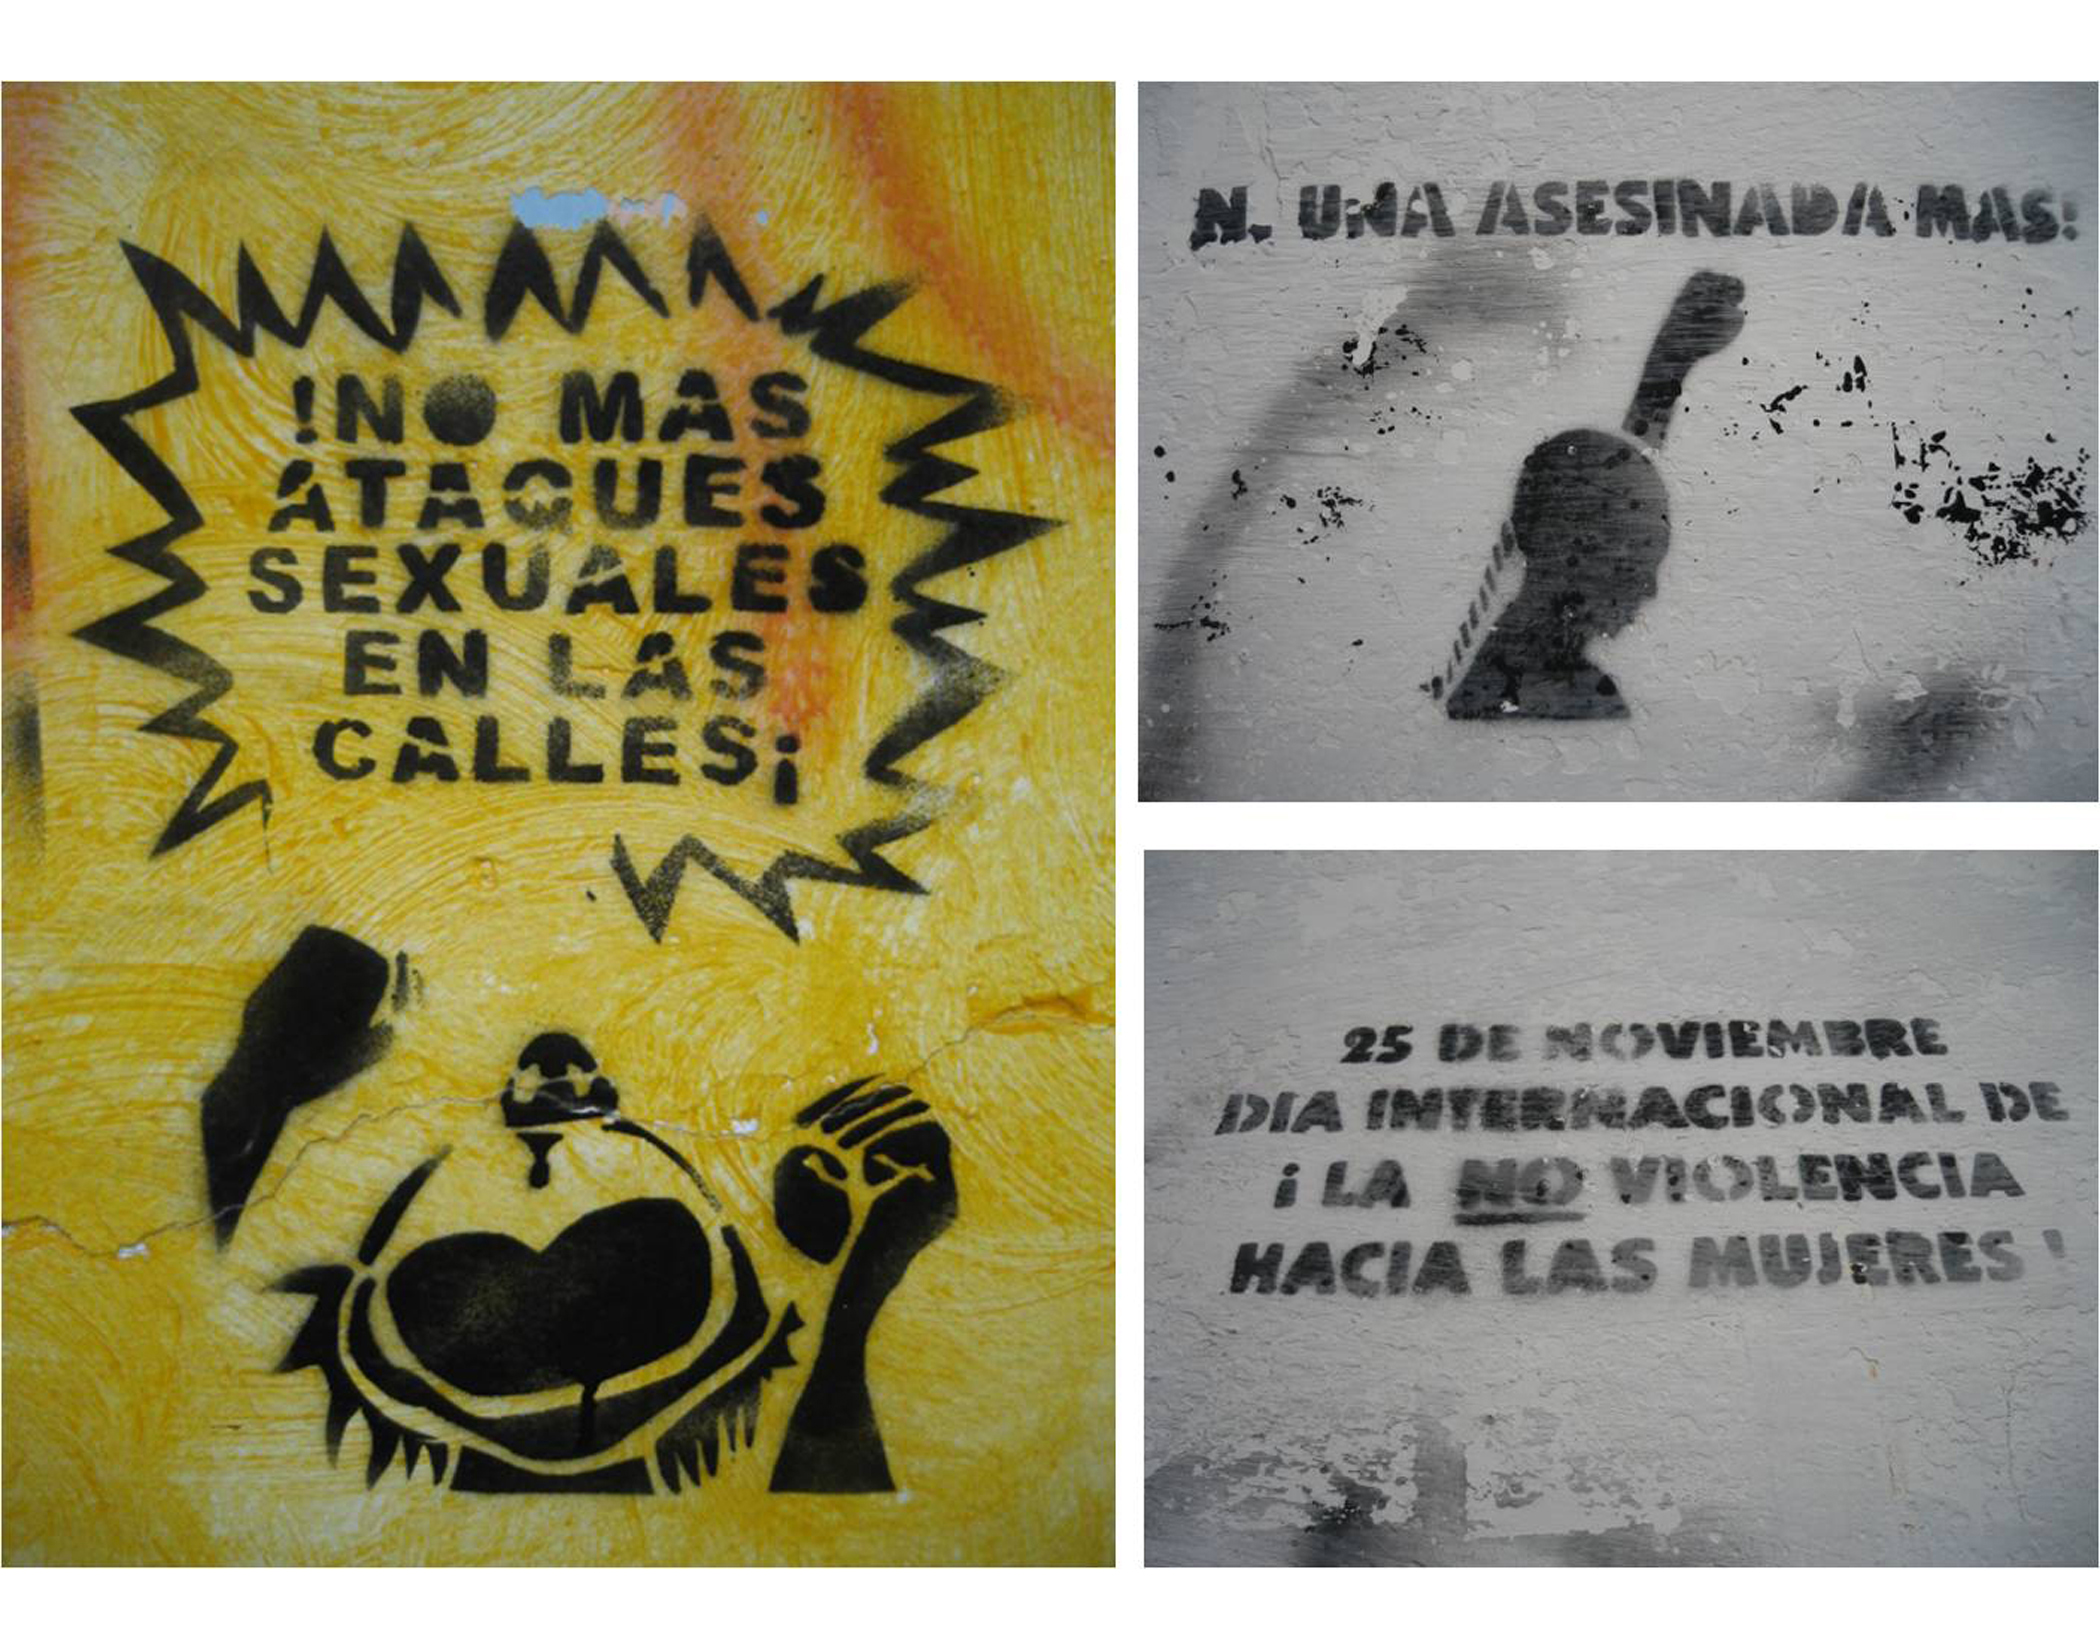 !NO MAS
ATAQUES
SEXUALES
EN LAS
CALLES¡
N. UNA ASESINADA MAS!
25 DE NOVIEMBRE
DIA INTERNACIONAL DE
¡ LA NO VIOLENCIA
HACIA LAS MUJERES '